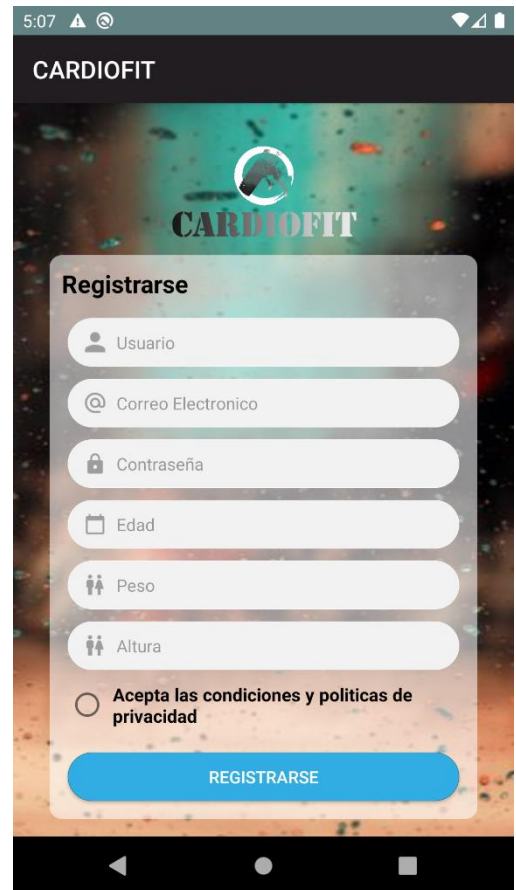 5:07
CARDIOFIT
CARDIOFIT
Registrarse
Usuario
Correo Electronico
Contraseña
Edad
Peso
Altura
Acepta las condiciones y politicas de
privacidad
REGISTRARSE